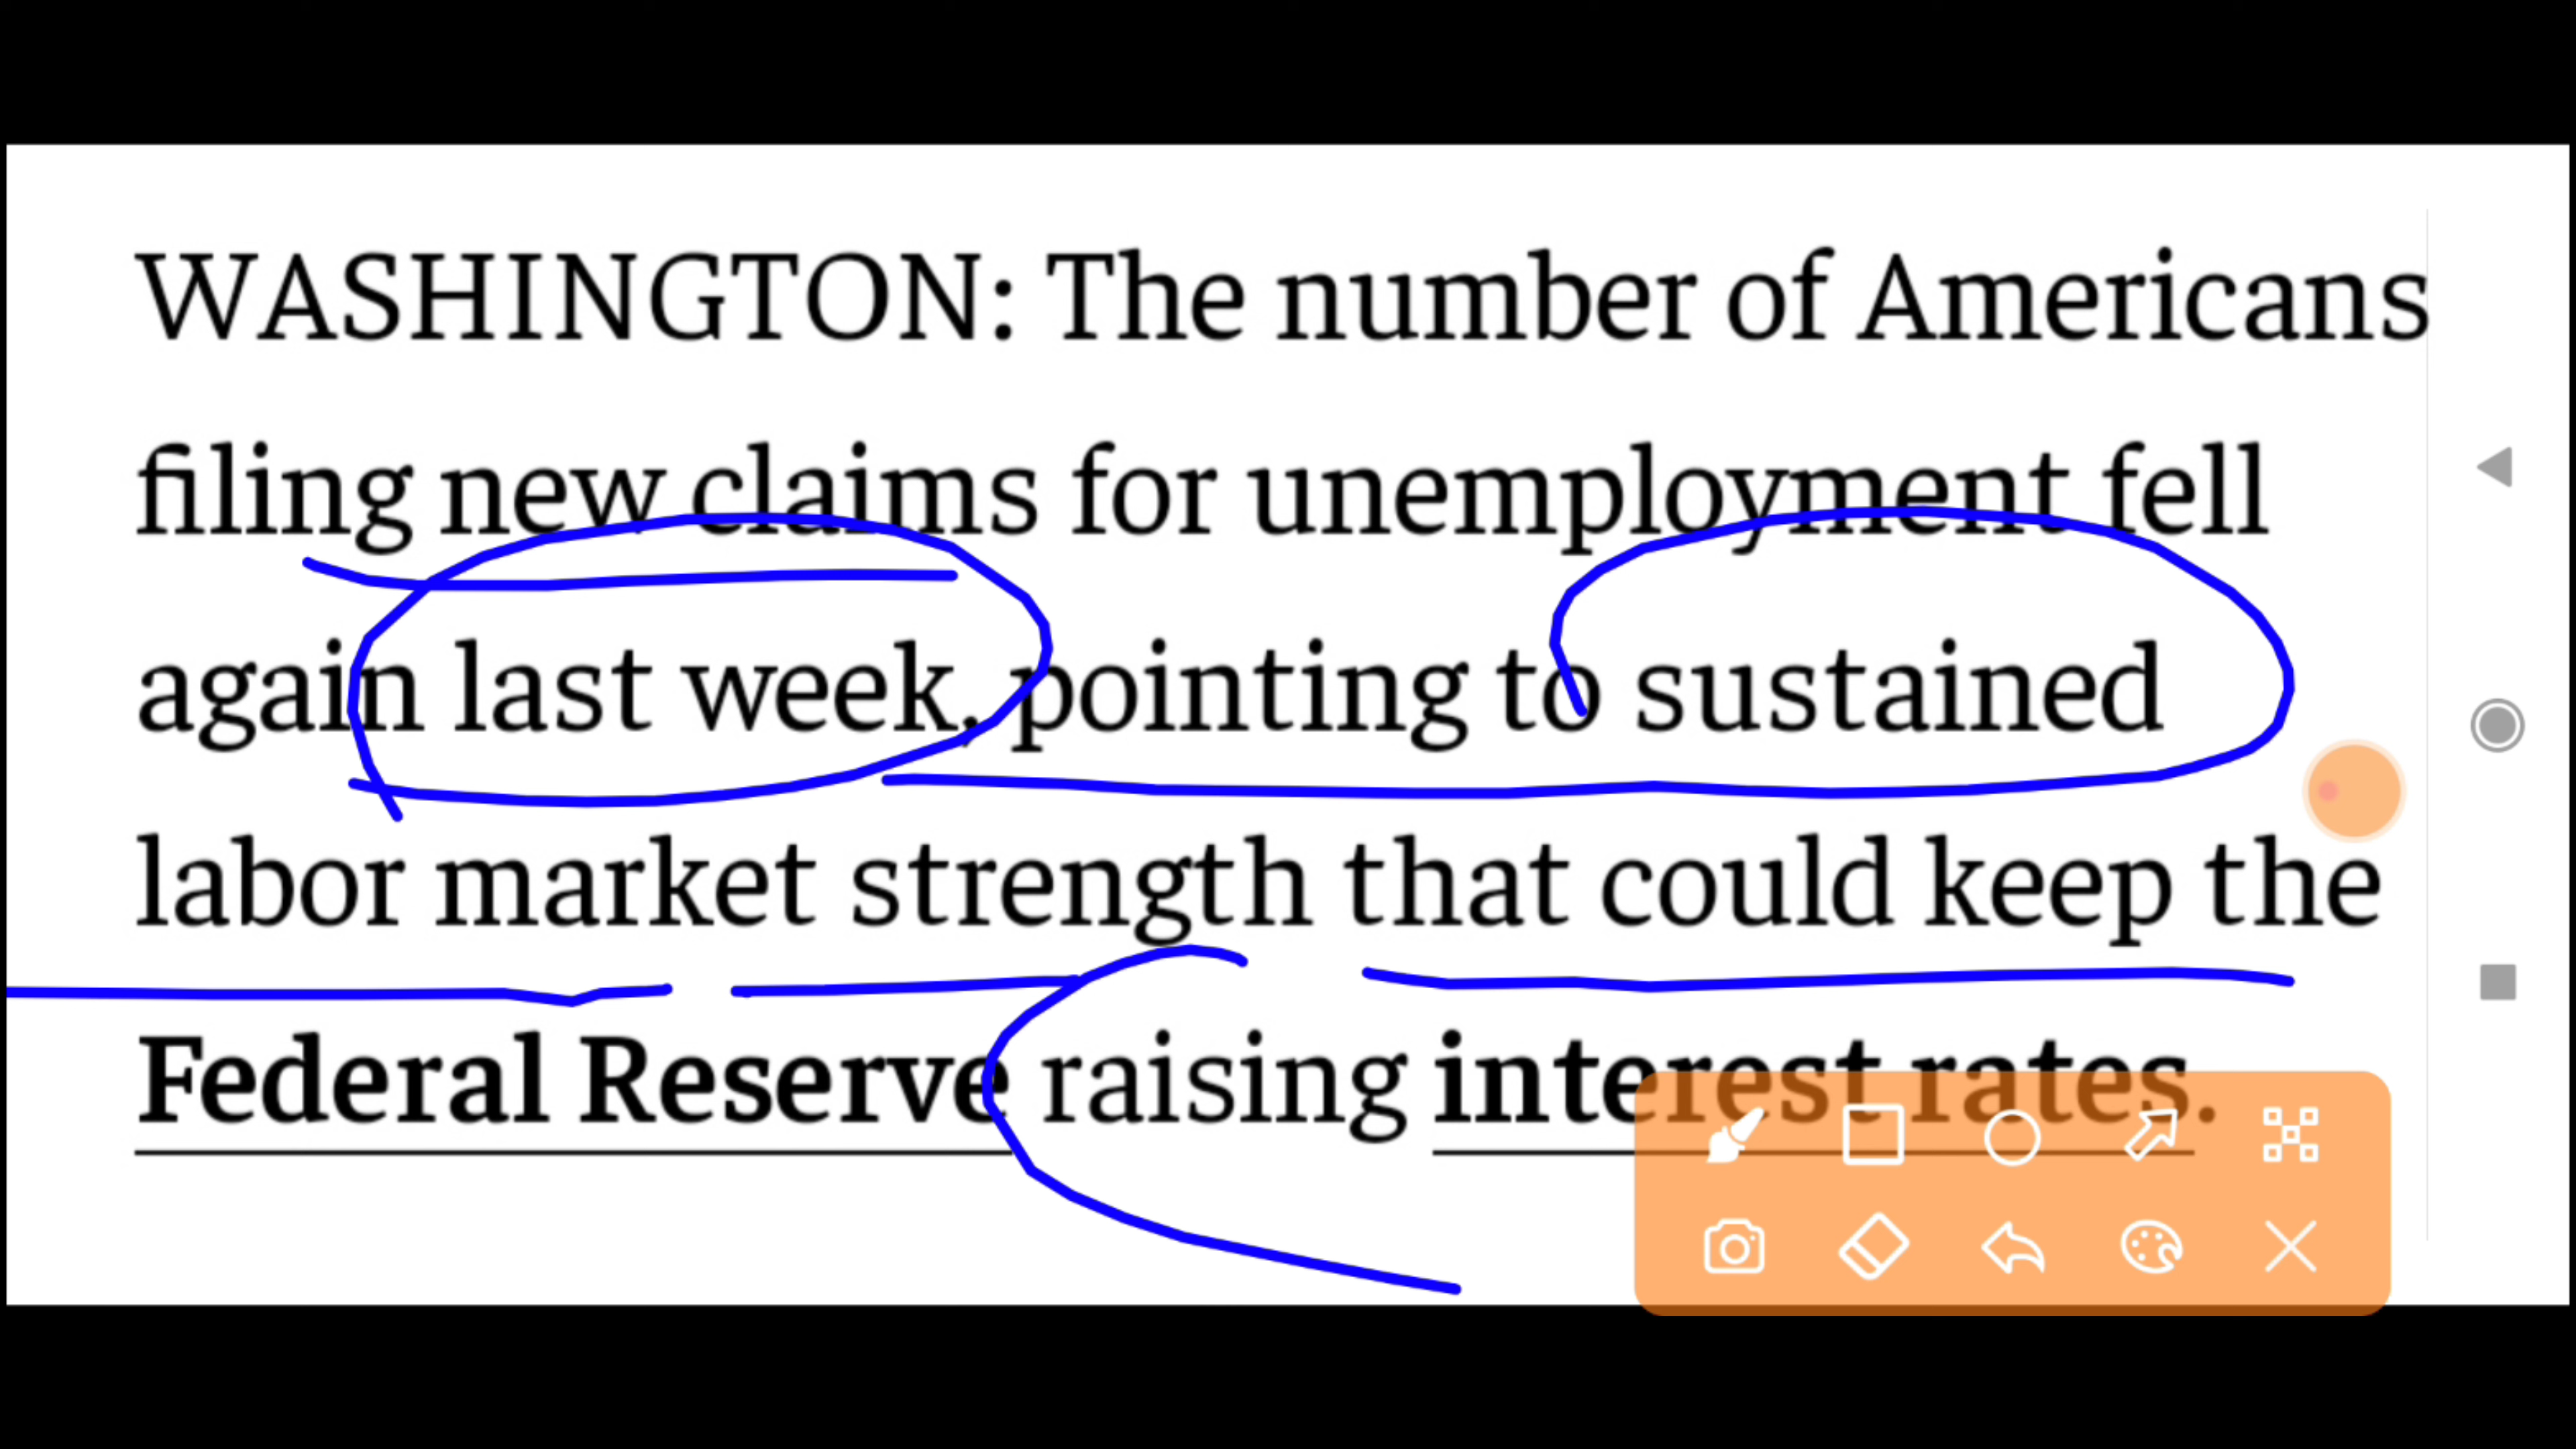 WASHINGTON: The number of Americans
filing new claims for unemployment fell
again last week, pointing to sustained
labor market strength that could keep the
Federal Reserve raising interest rates.